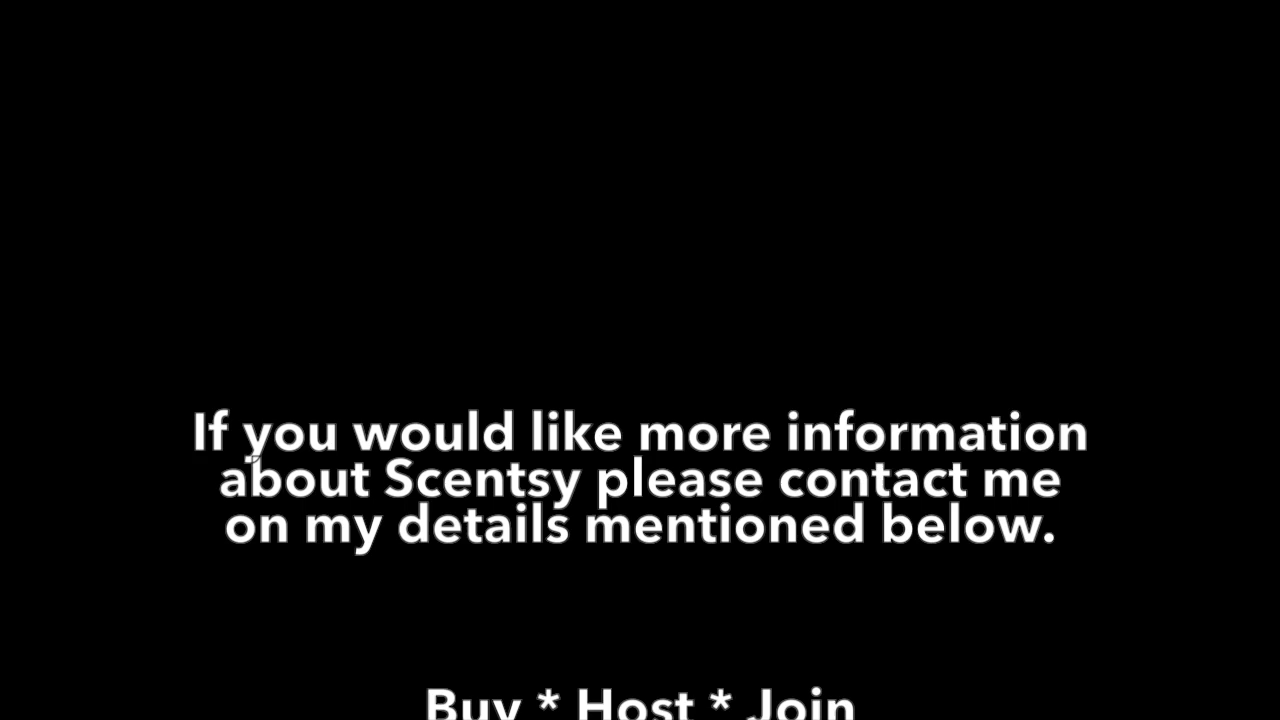 If you would like more information
about Scentsy please contact me
on my details mentioned below.
Buy * Host * Join